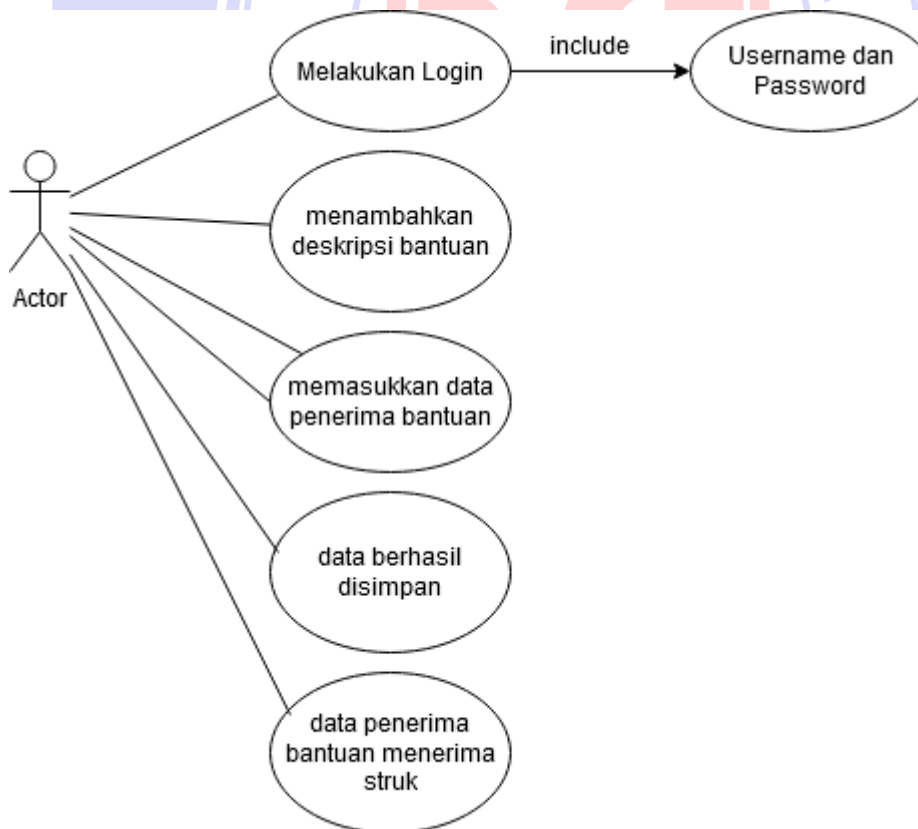 Melakukan Login
include
Username dan
Password
menambahkan
deskripsi bantuan
Actor
memasukkan data
penerima bantuan
data berhasil
disimpan
data penerima
bantuan menerima
struk